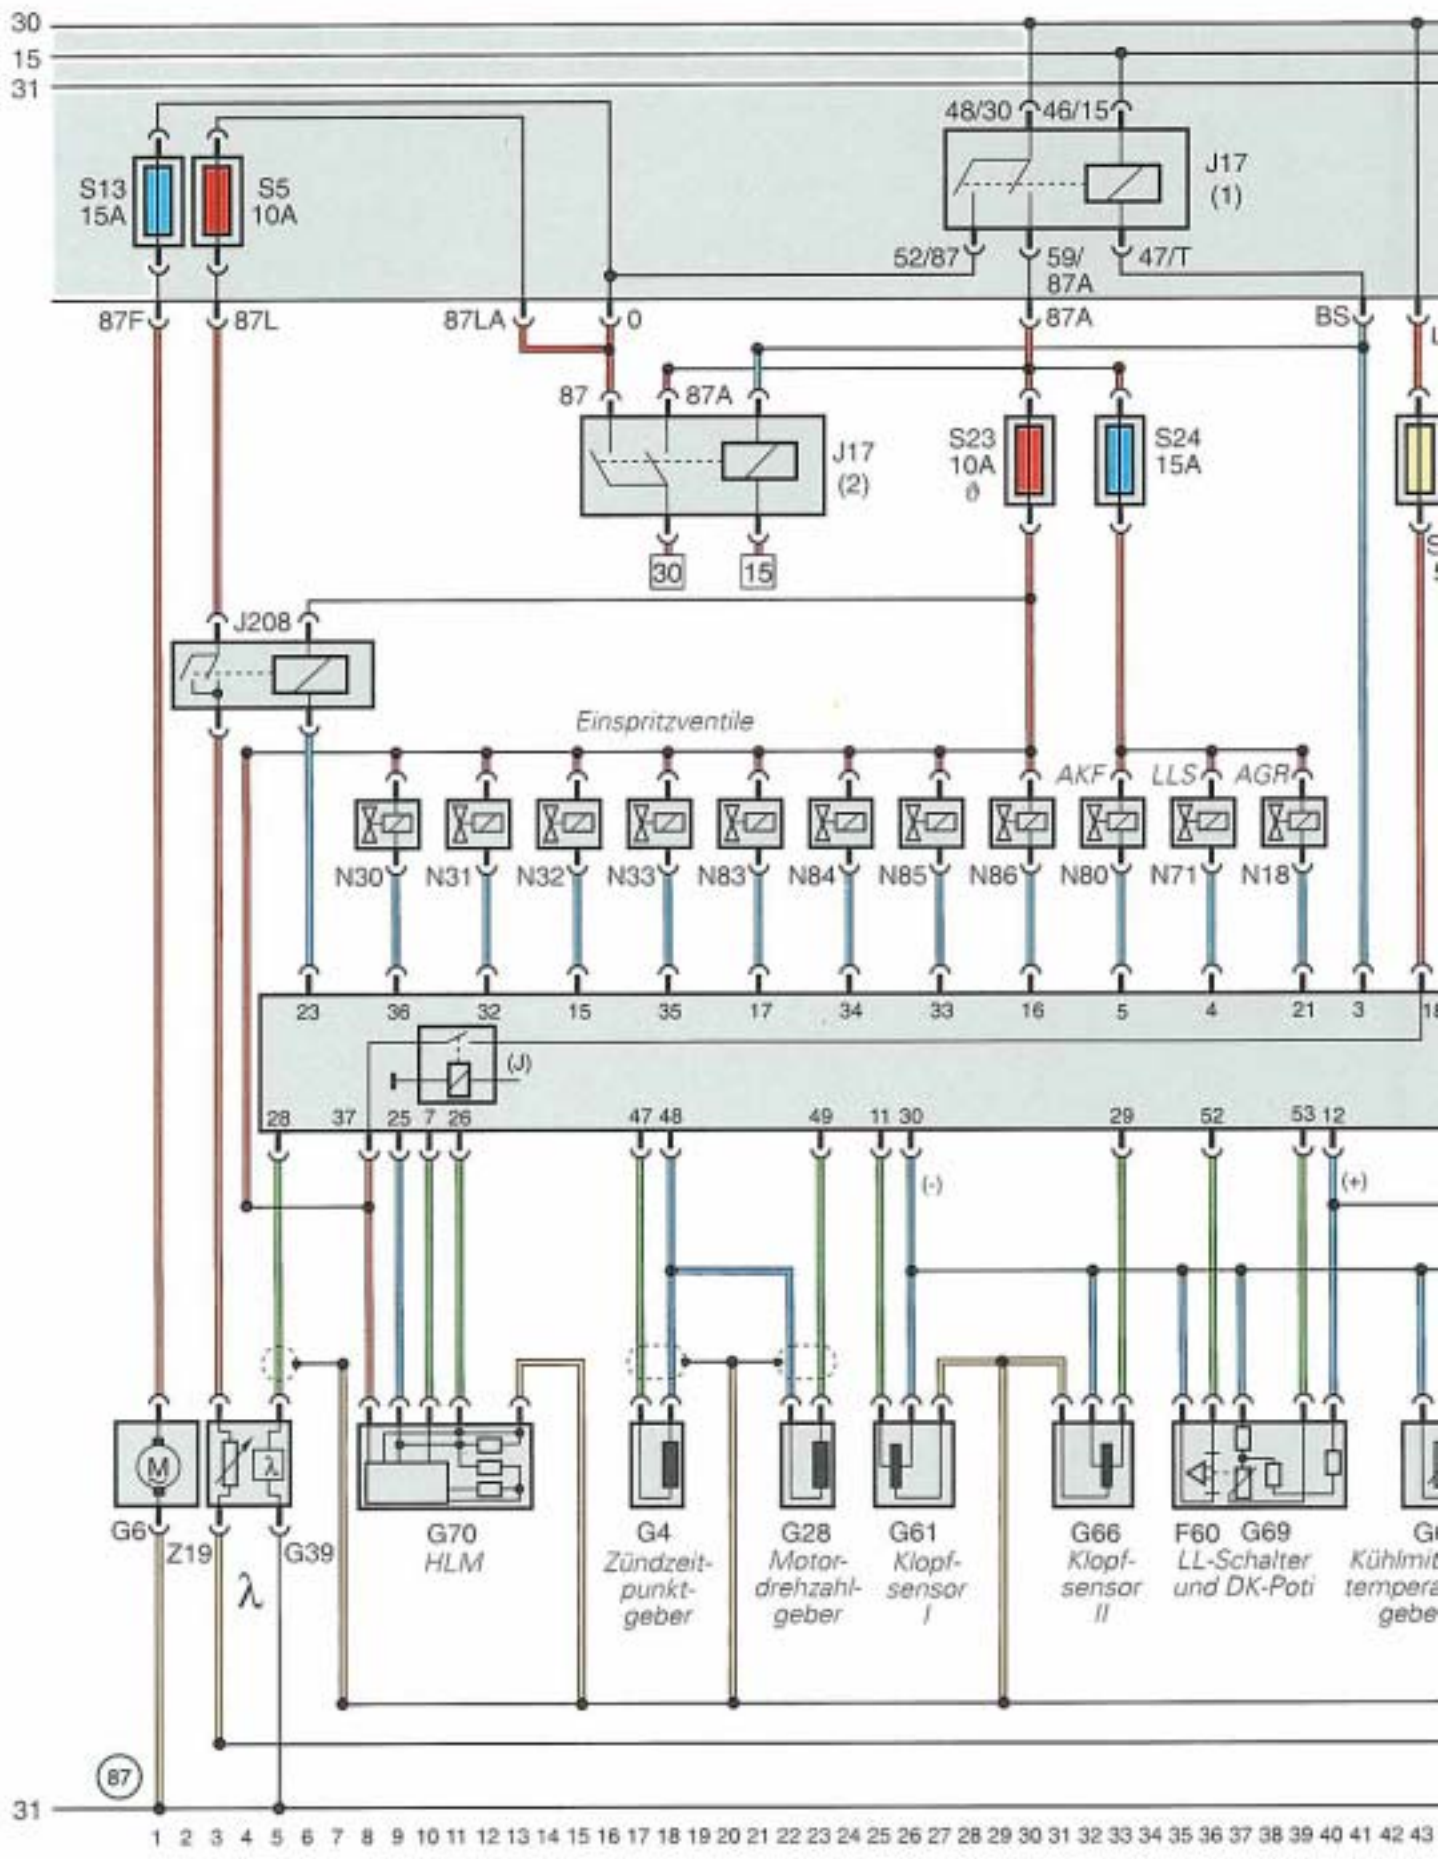 30
15
31
48/30 46/15
S13
15A
S5
10A
J17
(1)
52/87 59/
87A
47/T
87F 87L 87LA 0 87A BS
87 87A
S23
10A
S24
15A
J17
(2)
30 15
J208
Einspritzventile
AKF LLS AGR
N30 N31 N32 N33 N83 N84 N85 N86 N80 N71 N18
23 36 32 15 35 17 34 33 16 5 4 21 3 18
(J)
28 37 25 7 26 47 48 49 11 30 29 52 53 12
(-) (+)
M λ
G6 Z19 G39
λ
G70
HLM
G4
Zündzeit-
punkt-
geber
G28
Motor-
drehzahl-
geber
G61
Klopf-
sensor
I
G66
Klopf-
sensor
II
F60 G69
LL-Schalter
und DK-Poti
87
31
1 2 3 4 5 6 7 8 9 10 11 12 13 14 15 16 17 18 19 20 21 22 23 24 25 26 27 28 29 30 31 32 33 34 35 36 37 38 39 40 41 42 43